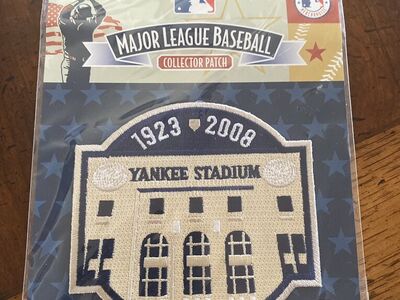 MAJOR LEAGUE BASEBALL
COLLECTOR PATCH
1923 2008
YANKEE STADIUM